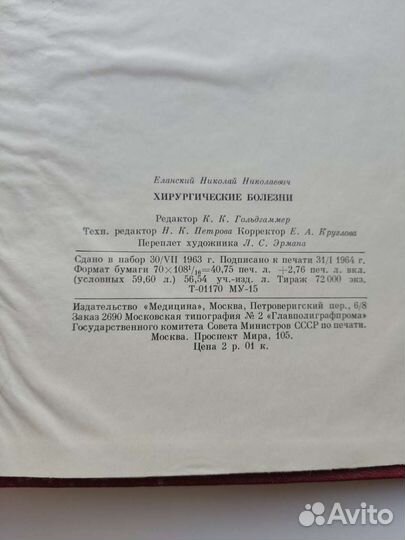 Еланский Николай Николаевич
ХИРУРГИЧЕСКИЕ БОЛЕЗНИ
Редактор К. К. Гольдгаммер
Техн. редактор Н. К. Петрова Корректор Е. А. Круглова
Переплет художника Л. С. Эрмана
Сдано в набор 30/VII 1963 г. Подписано к печати 31/I 1964 г.
Формат бумаги 70×108¹/₁₆=40,75 печ. л. +2,76 печ. л. вкл.
(условных 59,60 л.) 56,54 уч.-изд. л. Тираж 72 000 экз.
Т-01170 МУ-15
Издательство «Медицина», Москва, Петроверигский пер., 6/8
Заказ 2690 Московская типография № 2 «Главполиграфпрома»
Государственного комитета Совета Министров СССР по печати.
Москва. Проспект Мира, 105.
Цена 2 р. 01 к.
Avito